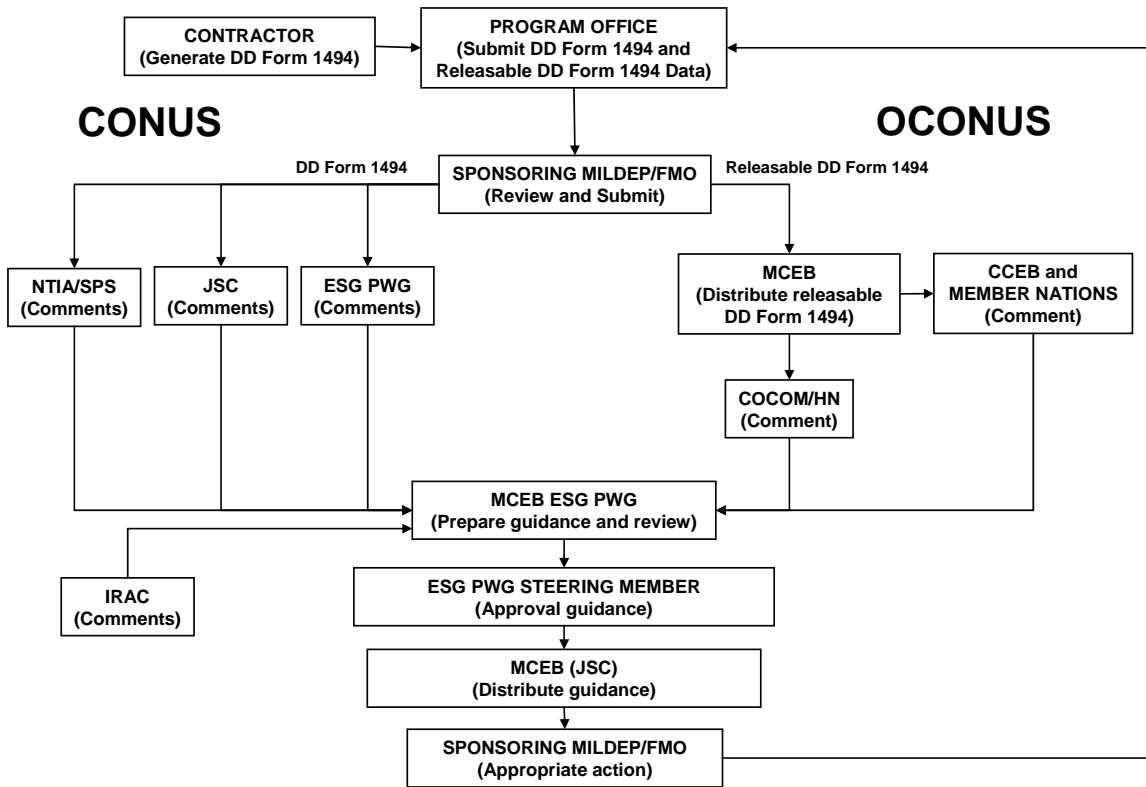 CONTRACTOR
(Generate DD Form 1494)
PROGRAM OFFICE
(Submit DD Form 1494 and
Releasable DD Form 1494 Data)
CONUS
OCONUS
DD Form 1494
SPONSORING MILDEP/FMO
(Review and Submit)
Releasable DD Form 1494
NTIA/SPS
(Comments)
JSC
(Comments)
ESG PWG
(Comments)
MCEB
(Distribute releasable
DD Form 1494)
CCEB and
MEMBER NATIONS
(Comment)
COCOM/HN
(Comment)
MCEB ESG PWG
(Prepare guidance and review)
IRAC
(Comments)
ESG PWG STEERING MEMBER
(Approval guidance)
MCEB (JSC)
(Distribute guidance)
SPONSORING MILDEP/FMO
(Appropriate action)